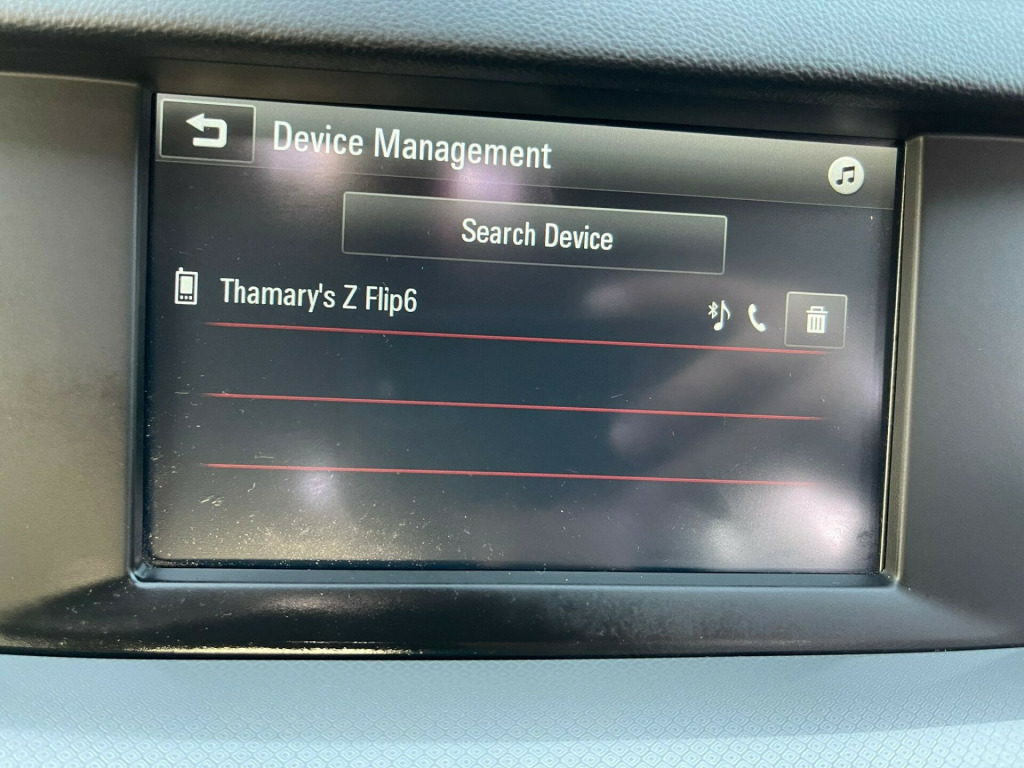 Device Management
Search Device
Thamary's Z Flip6